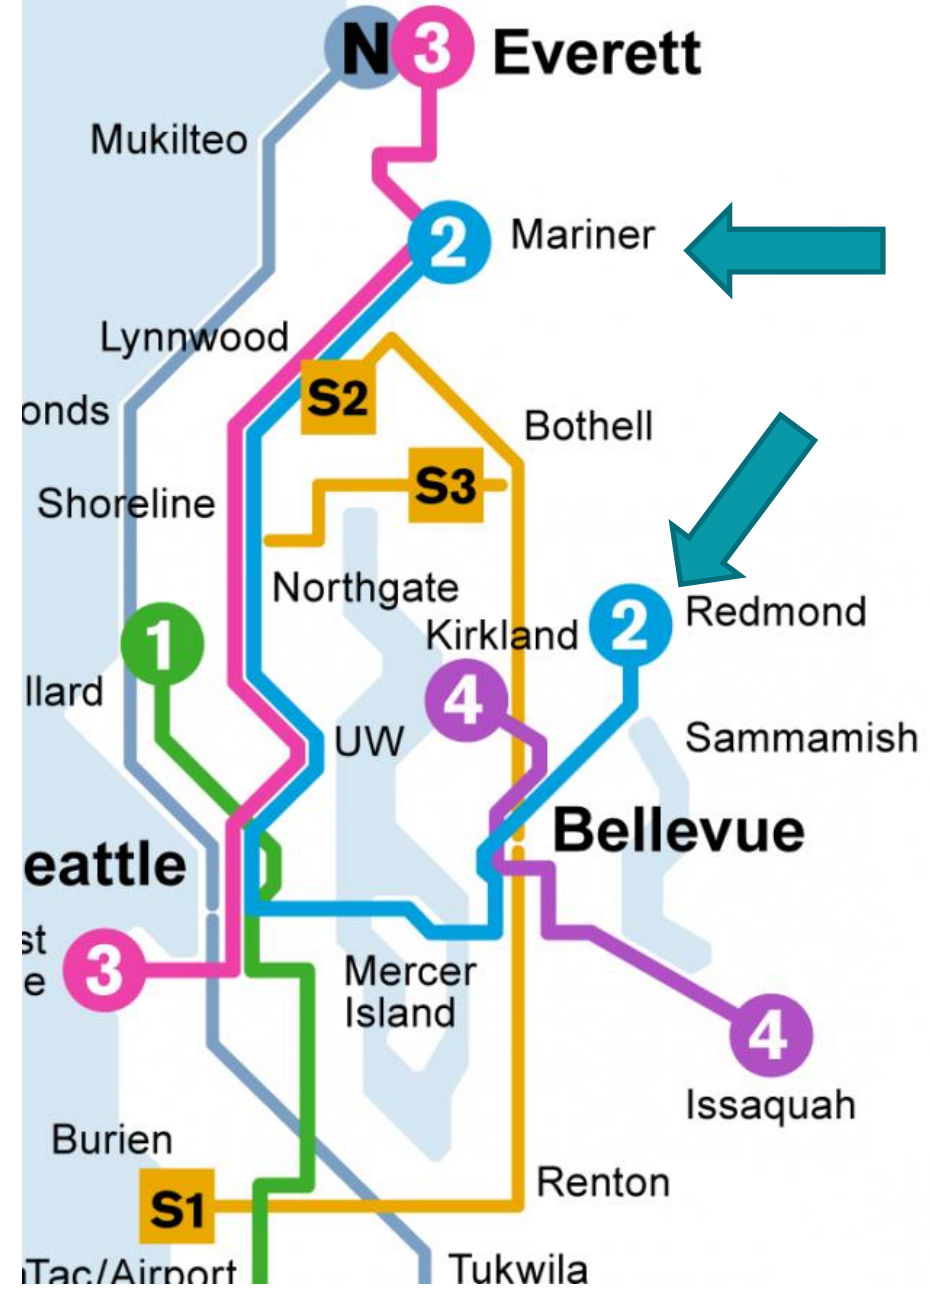 N 3 Everett
Mukilteo
2 Mariner
Lynnwood
S2
onds
Bothell
S3
Shoreline
Northgate
1
Kirkland 2 Redmond
llard
4
UW
Sammamish
Bellevue
eattle
st
e
3
Mercer
Island
4
Issaquah
Burien
Renton
S1
Tac/Airport
Tukwila